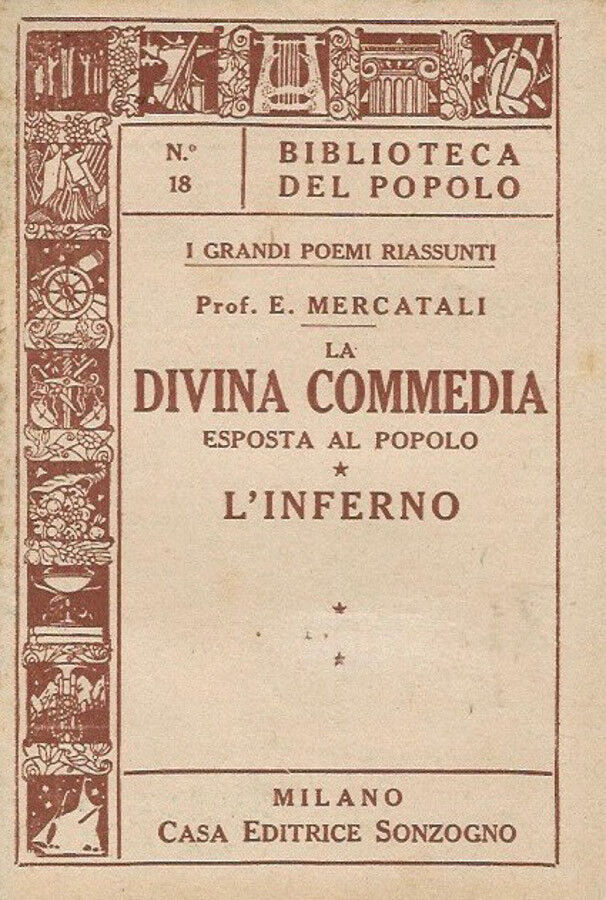 N.º
18
BIBLIOTECA
DEL POPOLO
I GRANDI POEMI RIASSUNTI
Prof. E. MERCATALI
LA
DIVINA COMMEDIA
ESPOSTA AL POPOLO
★
L'INFERNO
★
★
MILANO
CASA EDITRICE SONZOGNO